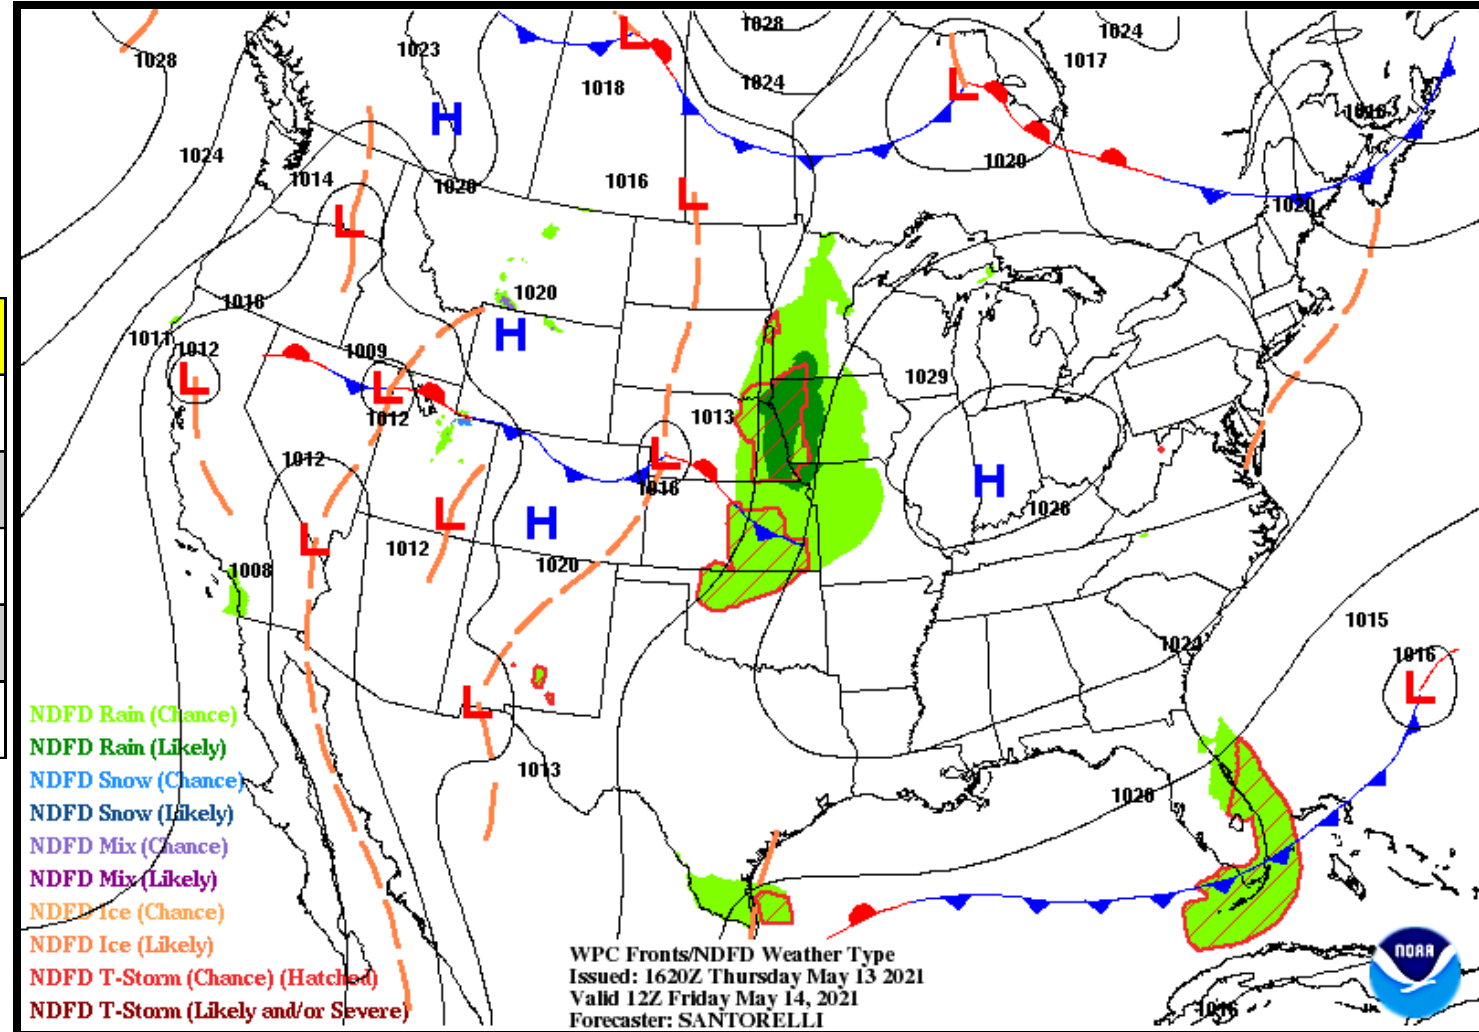 1028
1024
1023
1028
1017
1018
1024
1016
1024
1014
1020
1016
1020
1020
1016
1020
1011
1012
1009
1029
1012
1013
1012
1016
1028
1012
1020
1008
1015
1024
1016
1013
1020
H
H
H
H
L
L
L
L
L
L
L
L
L
L
L
NDFD Rain (Chance)
NDFD Rain (Likely)
NDFD Snow (Chance)
NDFD Snow (Likely)
NDFD Mix (Chance)
NDFD Mix (Likely)
NDFD Ice (Chance)
NDFD Ice (Likely)
NDFD T-Storm (Chance) (Hatched)
NDFD T-Storm (Likely and/or Severe)
WPC Fronts/NDFD Weather Type
Issued: 1620Z Thursday May 13 2021
Valid 12Z Friday May 14, 2021
Forecaster: SANTORELLI
NOAA
1016